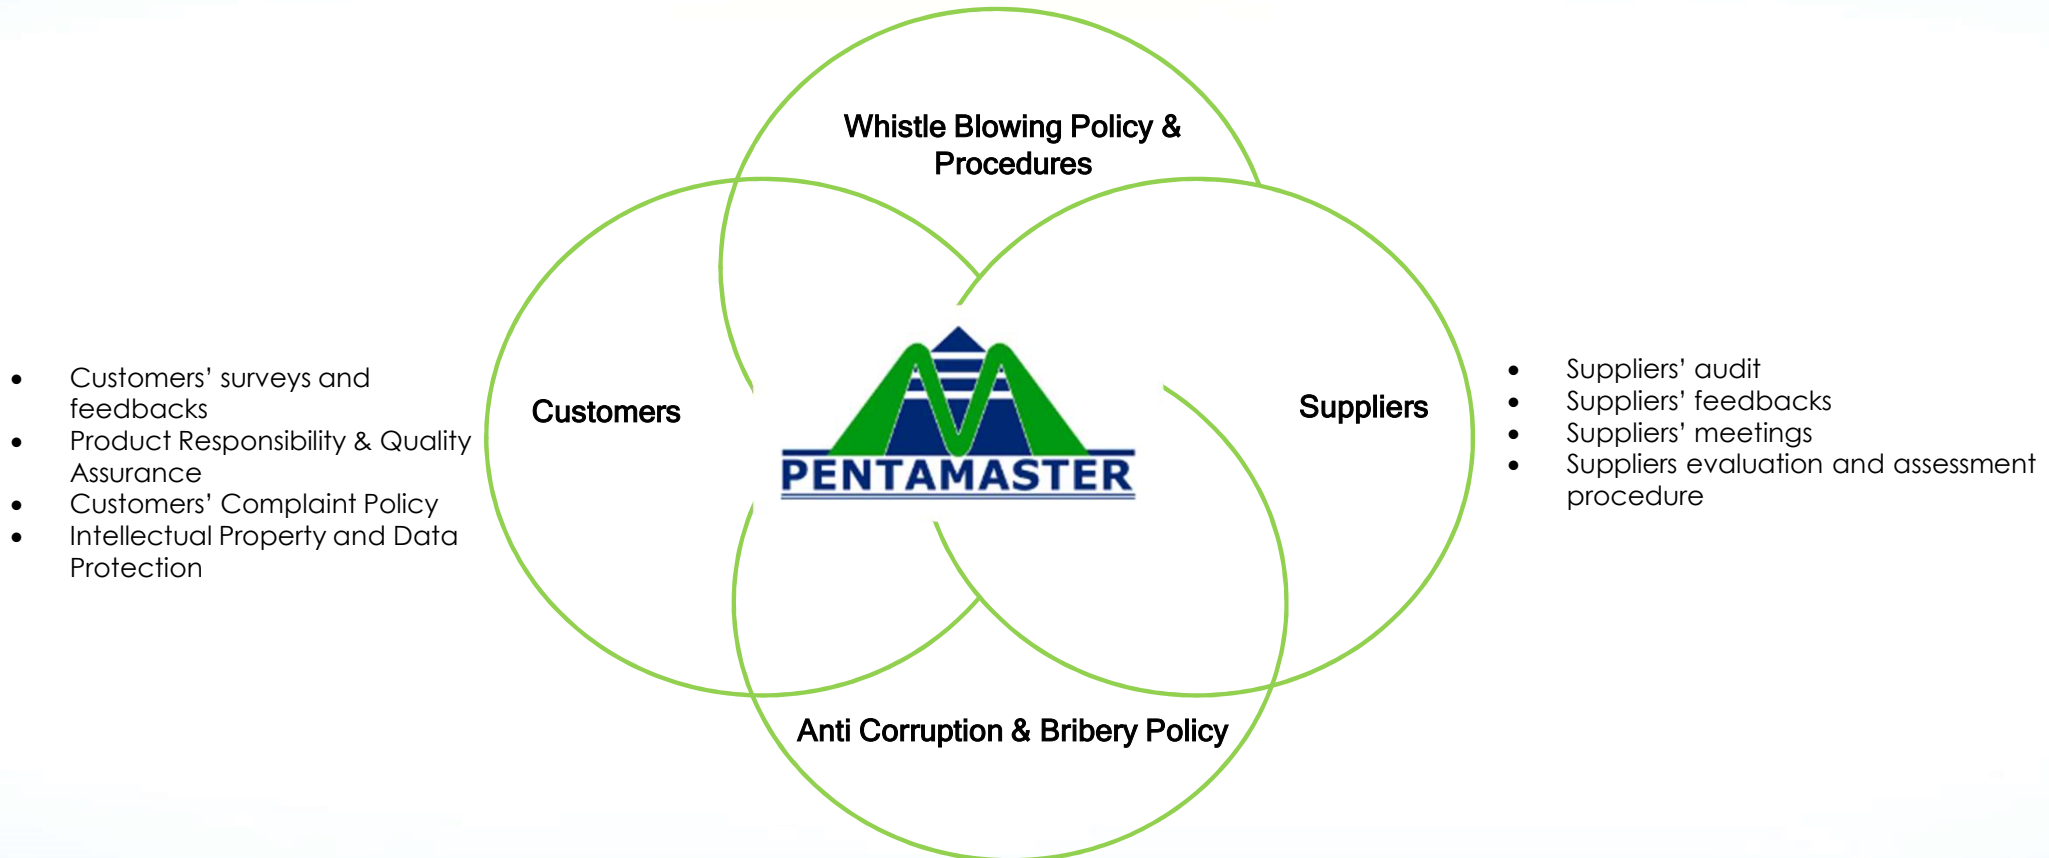 Whistle Blowing Policy &
Procedures
Customers
PENTAMASTER
Suppliers
Anti Corruption & Bribery Policy
• Customers’ surveys and
feedbacks
• Product Responsibility & Quality
Assurance
• Customers’ Complaint Policy
• Intellectual Property and Data
Protection
• Suppliers’ audit
• Suppliers’ feedbacks
• Suppliers’ meetings
• Suppliers evaluation and assessment
procedure